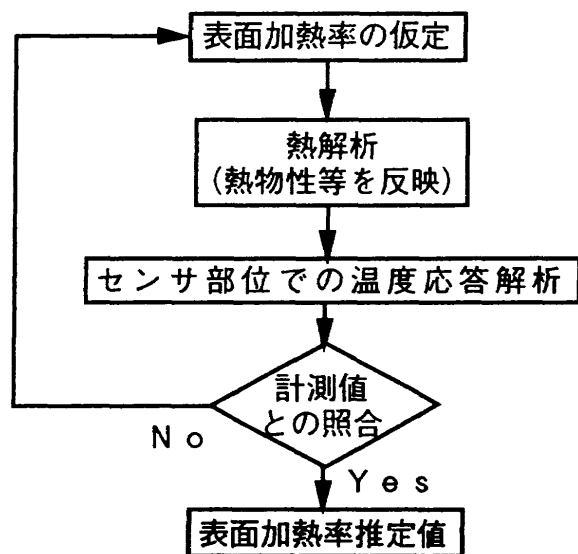 表面加熱率の仮定
熱解析
(熱物性等を反映)
センサ部位での温度応答解析
計測値
との照合
No
Yes
表面加熱率推定値